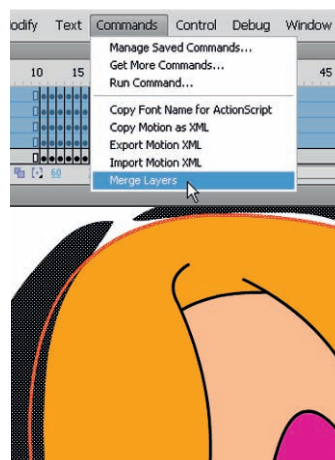 odify Text Commands Control Debug Window
Manage Saved Commands...
Get More Commands...
Run Command...
10 15 45
Copy Font Name for ActionScript
Copy Motion as XML
Export Motion XML
Import Motion XML
Merge Layers
60